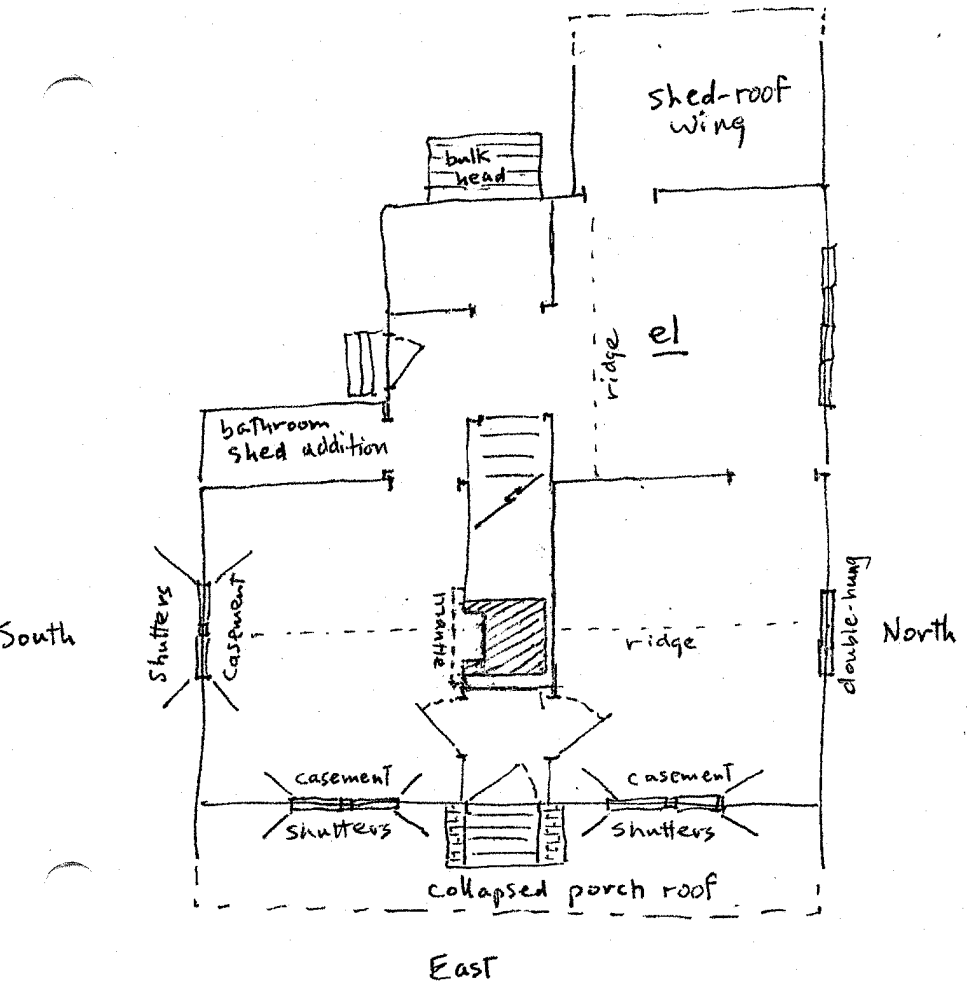 shed-roof
wing
bulk
head
el
ridge
bathroom
shed addition
South
Shutters
Casement
mantle
ridge
double-hung
North
casement
shutters
casement
shutters
collapsed porch roof
East